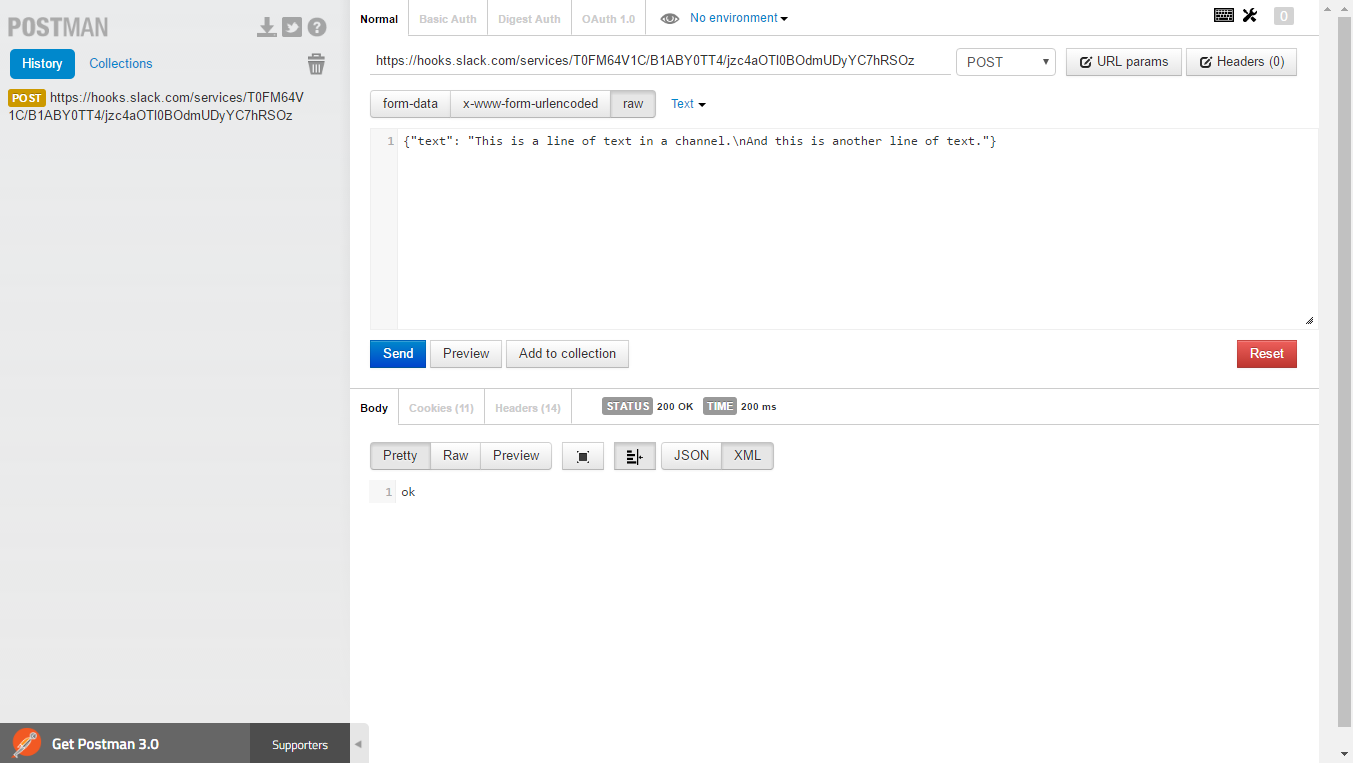 POSTMAN
History Collections
POST https://hooks.slack.com/services/T0FM64V
1C/B1ABY0TT4/jzc4aOTI0BOdmUDyYC7hRSOz
Get Postman 3.0 Supporters
Normal Basic Auth Digest Auth OAuth 1.0 No environment 0
https://hooks.slack.com/services/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 POST URL params Headers (0)
form-data x-www-form-urlencoded raw Text
1 {"text": "This is a line of text in a channel.\nAnd this is another line of text."}
Send Preview Add to collection Reset
Body Cookies (11) Headers (14) STATUS 200 OK TIME 200 ms
Pretty Raw Preview JSON XML
1 ok